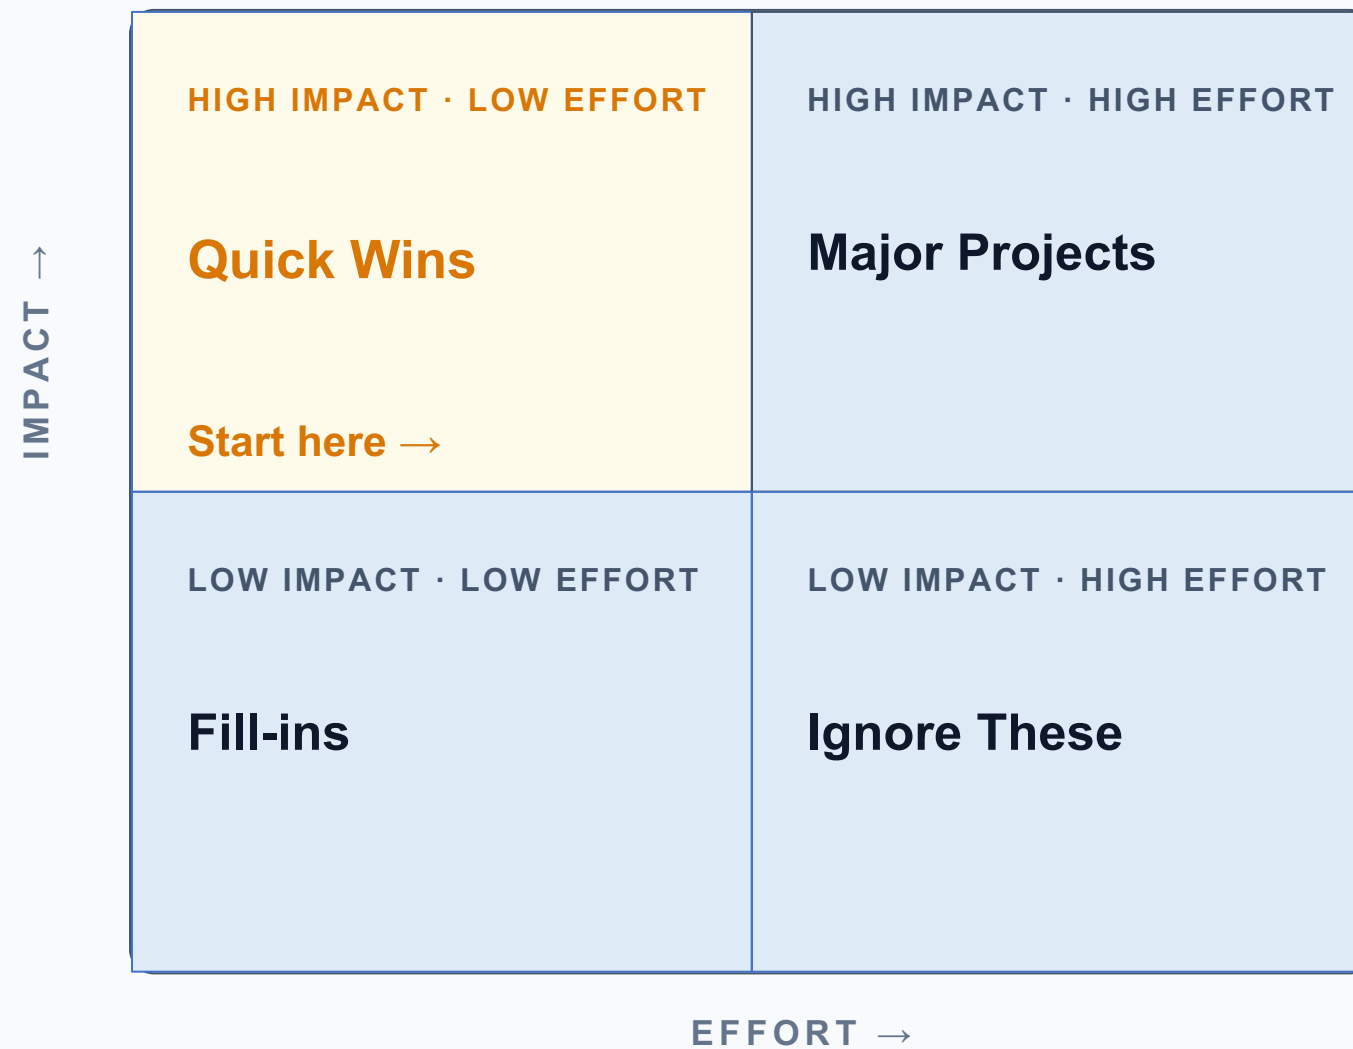 HIGH IMPACT · LOW EFFORT
Quick Wins
Start here →
HIGH IMPACT · HIGH EFFORT
Major Projects
IMPACT →
LOW IMPACT · LOW EFFORT
Fill-ins
LOW IMPACT · HIGH EFFORT
Ignore These
EFFORT →